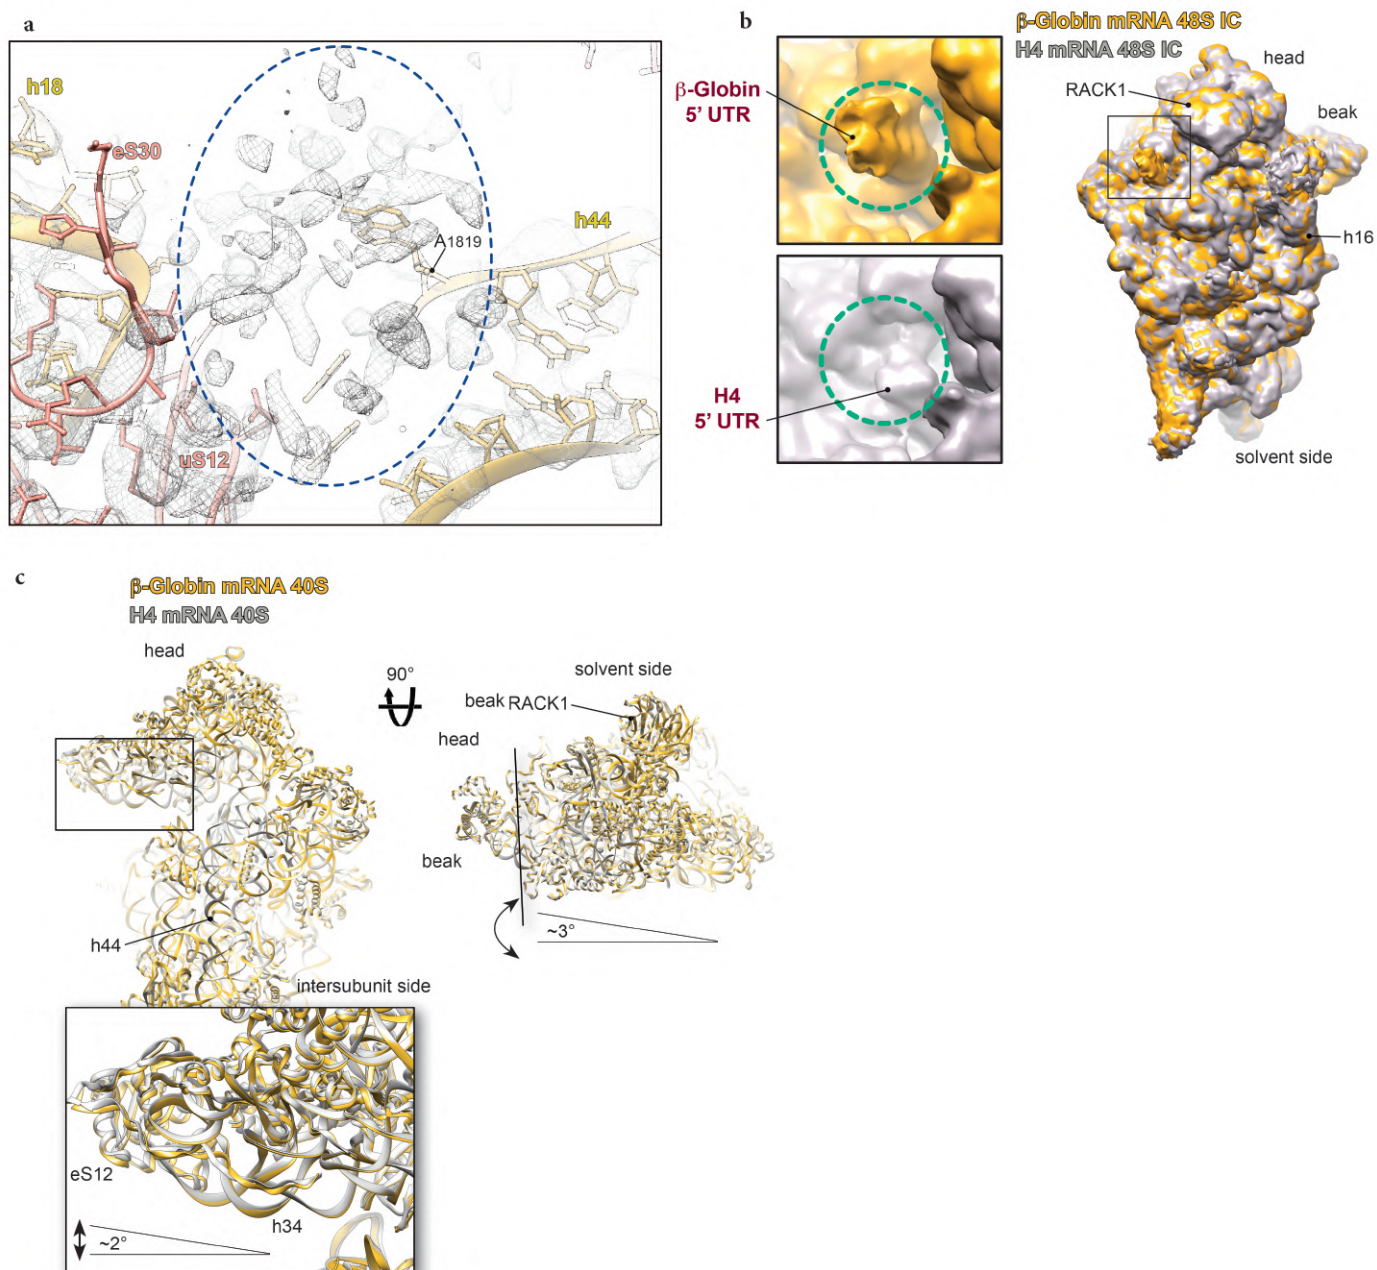 a
h18
eS30
h44
A1819
uS12
b
β-Globin mRNA 48S IC
H4 mRNA 48S IC
β-Globin
5' UTR
H4
5' UTR
head
RACK1
beak
h16
solvent side
c
β-Globin mRNA 40S
H4 mRNA 40S
head
90°
solvent side
beak RACK1
head
beak
h44
~3°
intersubunit side
eS12
h34
~2°